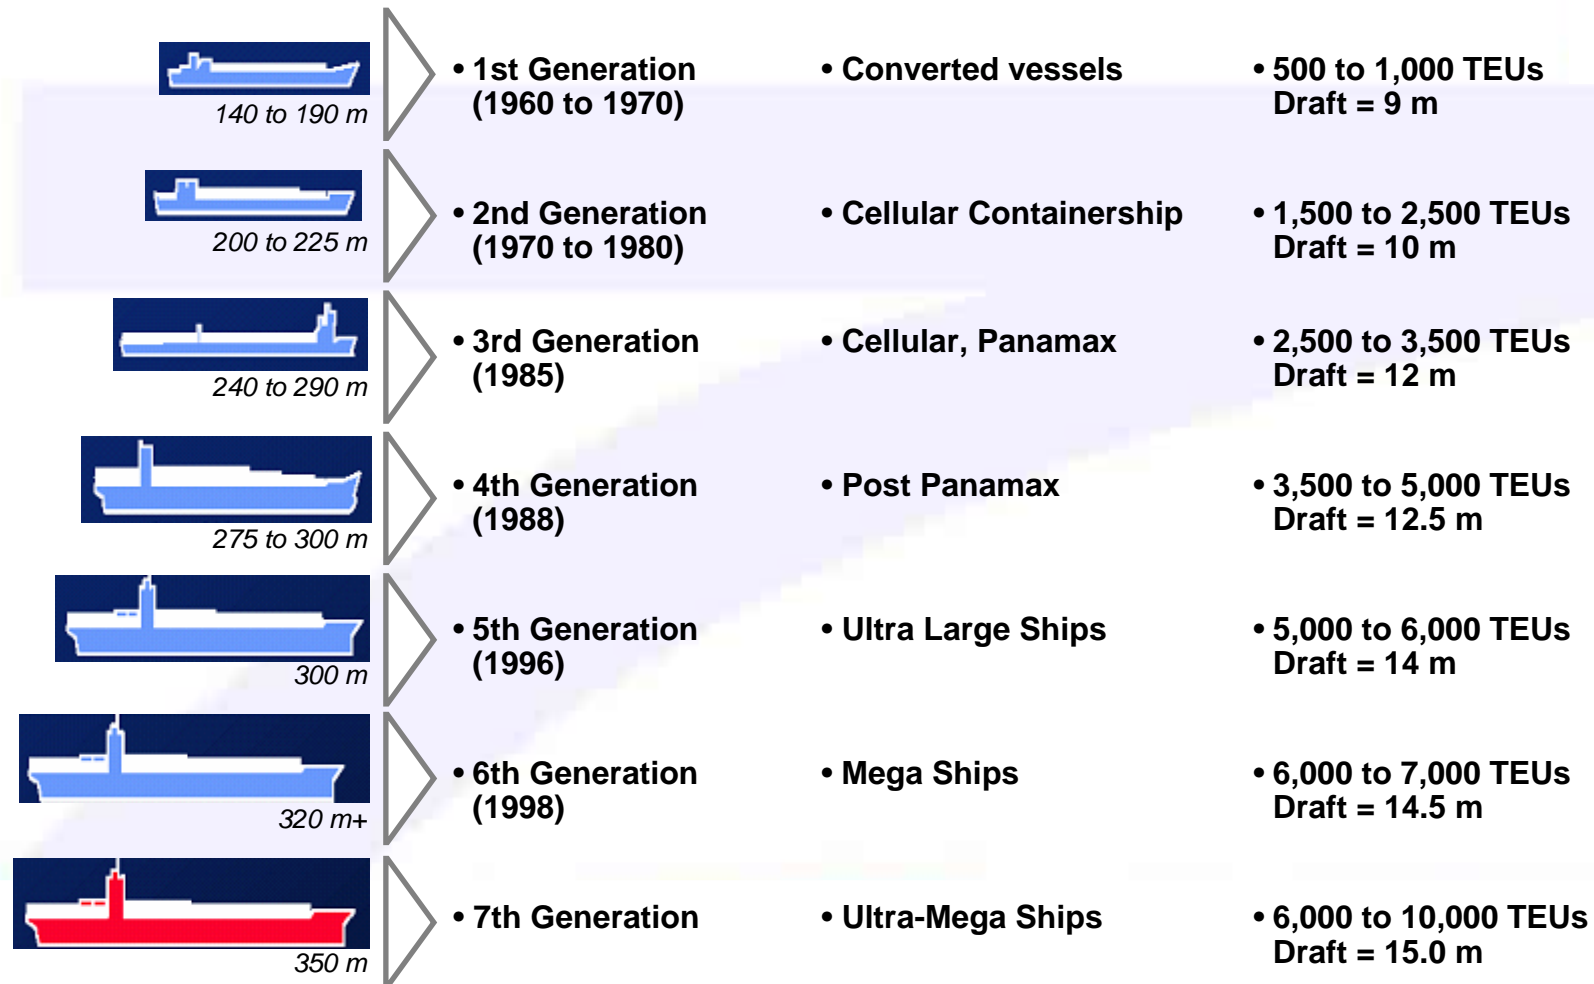 140 to 190 m
• 1st Generation
(1960 to 1970)
• Converted vessels
• 500 to 1,000 TEUs
Draft = 9 m
200 to 225 m
• 2nd Generation
(1970 to 1980)
• Cellular Containership
• 1,500 to 2,500 TEUs
Draft = 10 m
240 to 290 m
• 3rd Generation
(1985)
• Cellular, Panamax
• 2,500 to 3,500 TEUs
Draft = 12 m
275 to 300 m
• 4th Generation
(1988)
• Post Panamax
• 3,500 to 5,000 TEUs
Draft = 12.5 m
300 m
• 5th Generation
(1996)
• Ultra Large Ships
• 5,000 to 6,000 TEUs
Draft = 14 m
320 m+
• 6th Generation
(1998)
• Mega Ships
• 6,000 to 7,000 TEUs
Draft = 14.5 m
350 m
• 7th Generation
• Ultra-Mega Ships
• 6,000 to 10,000 TEUs
Draft = 15.0 m